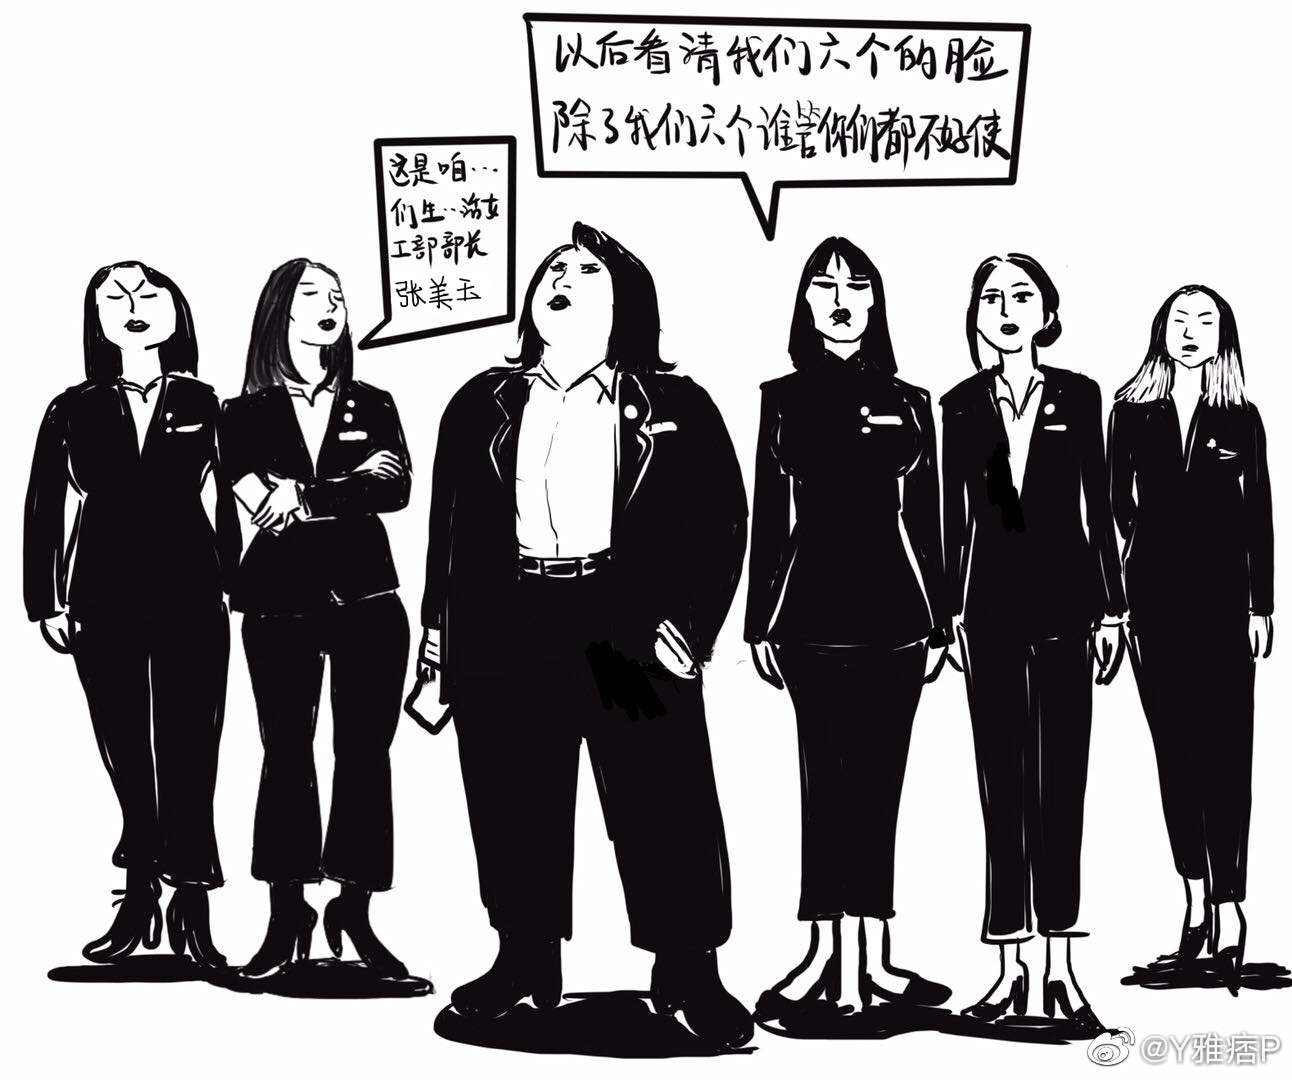 这是咱…
们生…活女
工部部长
张美玉
以后看清我们六个的脸
除了我们六个谁管你们都不好使
@Y雅痞P